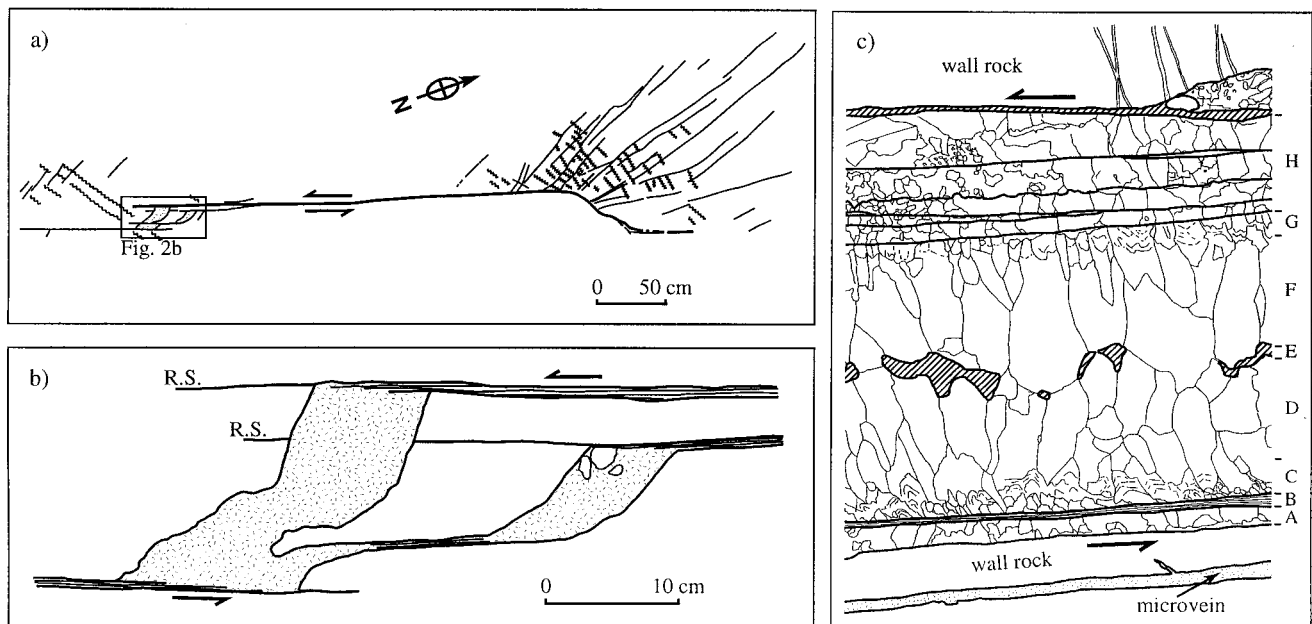 a)
N
Fig. 2b
0 50 cm
b)
R.S.
R.S.
0 10 cm
c)
wall rock
H
G
F
E
D
C
B
A
wall rock
microvein